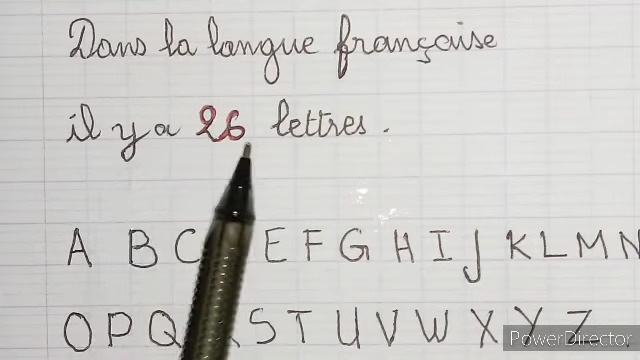 Dans la langue française
il y a 26 lettres.
A B C E F G H I J K L M N
O P Q R S T U V W X Y Z
PowerDirector